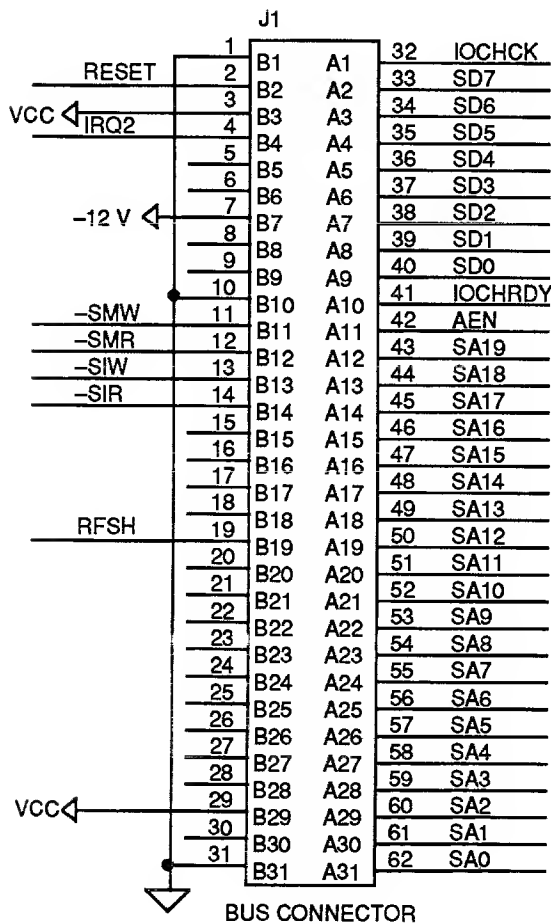 J1
1 B1 A1 32 IOCHCK
RESET 2 B2 A2 33 SD7
VCC 3 B3 A3 34 SD6
IRQ2 4 B4 A4 35 SD5
5 B5 A5 36 SD4
6 B6 A6 37 SD3
–12 V 7 B7 A7 38 SD2
8 B8 A8 39 SD1
9 B9 A9 40 SD0
10 B10 A10 41 IOCHRDY
–SMW 11 B11 A11 42 AEN
–SMR 12 B12 A12 43 SA19
–SIW 13 B13 A13 44 SA18
–SIR 14 B14 A14 45 SA17
15 B15 A15 46 SA16
16 B16 A16 47 SA15
17 B17 A17 48 SA14
18 B18 A18 49 SA13
RFSH 19 B19 A19 50 SA12
20 B20 A20 51 SA11
21 B21 A21 52 SA10
22 B22 A22 53 SA9
23 B23 A23 54 SA8
24 B24 A24 55 SA7
25 B25 A25 56 SA6
26 B26 A26 57 SA5
27 B27 A27 58 SA4
28 B28 A28 59 SA3
VCC 29 B29 A29 60 SA2
30 B30 A30 61 SA1
31 B31 A31 62 SA0
BUS CONNECTOR